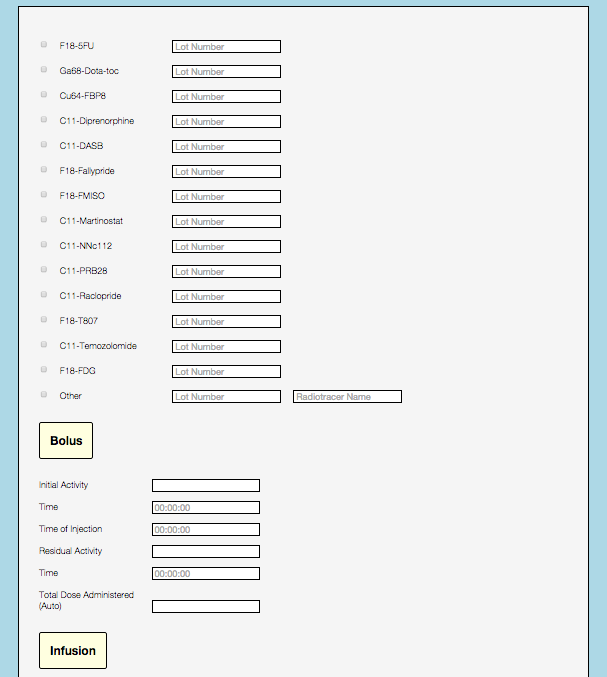 F18-5FU Lot Number
Ga68-Dota-toc Lot Number
Cu64-FBP8 Lot Number
C11-Diprenorphine Lot Number
C11-DASB Lot Number
F18-Fallypride Lot Number
F18-FMISO Lot Number
C11-Martinostat Lot Number
C11-NNc112 Lot Number
C11-PRB28 Lot Number
C11-Raclopride Lot Number
F18-T807 Lot Number
C11-Temozolomide Lot Number
F18-FDG Lot Number
Other Lot Number Radiotracer Name
Bolus
Initial Activity
Time 00:00:00
Time of Injection 00:00:00
Residual Activity
Time 00:00:00
Total Dose Administered
(Auto)
Infusion